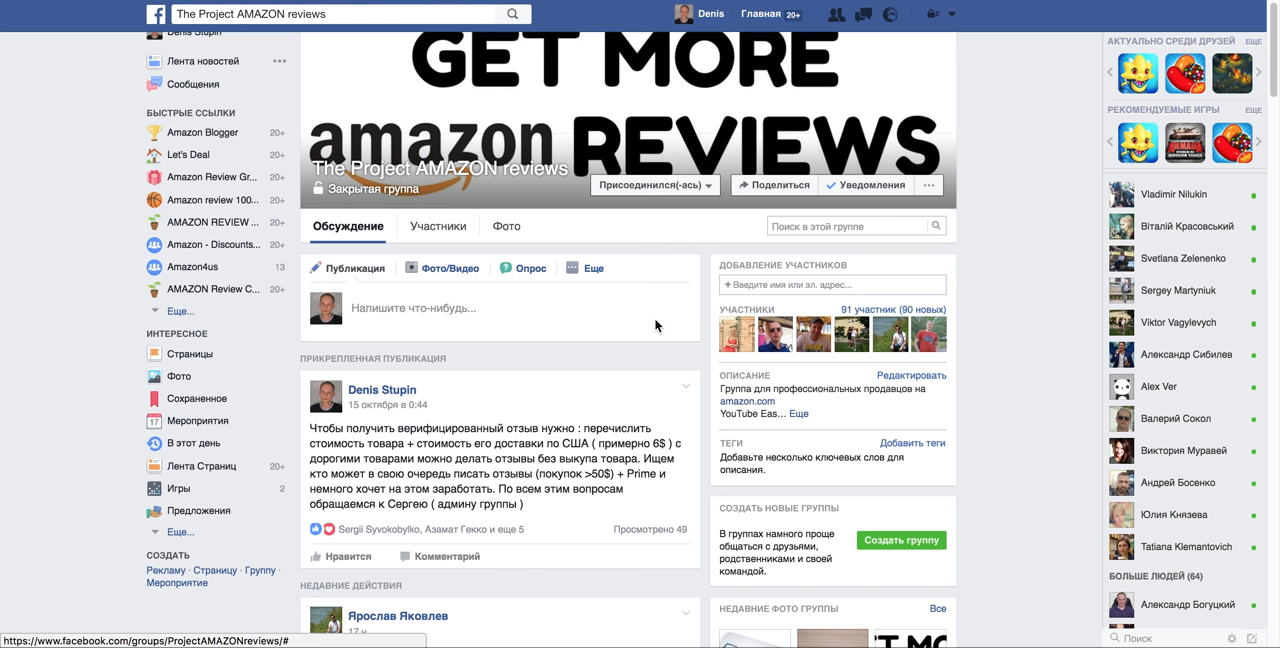 The Project AMAZON reviews
Denis
Главная 20+
Denis Stupin
Лента новостей
Сообщения
БЫСТРЫЕ ССЫЛКИ
Amazon Blogger 20+
Let's Deal 20+
Amazon Review Gr... 20+
Amazon review 100... 20+
AMAZON REVIEW ... 20+
Amazon - Discounts... 20+
Amazon4us 13
AMAZON Review C... 20+
Еще...
ИНТЕРЕСНОЕ
Страницы
Фото
Сохраненное
17 Мероприятия
В этот день
Лента Страниц 20+
Игры 2
Предложения
Еще...
СОЗДАТЬ
Рекламу · Страницу · Группу ·
Мероприятие
GET MORE
amazon REVIEWS
The Project AMAZON reviews
Закрытая группа
Присоединился(-ась)
Поделиться
Уведомления
Обсуждение
Участники
Фото
Поиск в этой группе
Публикация
Фото/Видео
Опрос
Еще
Напишите что-нибудь...
ПРИКРЕПЛЕННАЯ ПУБЛИКАЦИЯ
Denis Stupin
15 октября в 0:44
Чтобы получить верифицированный отзыв нужно : перечислить
стоимость товара + стоимость его доставки по США ( примерно 6$ ) с
дорогими товарами можно делать отзывы без выкупа товара. Ищем
кто может в свою очередь писать отзывы (покупок >50$) + Prime и
немного хочет на этом заработать. По всем этим вопросам
обращаемся к Сергею ( админу группы )
Sergii Syvokobylko, Азамат Гекко и еще 5
Просмотрено 49
Нравится
Комментарий
НЕДАВНИЕ ДЕЙСТВИЯ
Ярослав Яковлев
17 ч
ДОБАВЛЕНИЕ УЧАСТНИКОВ
+ Введите имя или эл. адрес...
УЧАСТНИКИ 91 участник (90 новых)
ОПИСАНИЕ Редактировать
Группа для профессиональных продавцов на
amazon.com
YouTube Eas... Еще
ТЕГИ Добавить теги
Добавьте несколько ключевых слов для
описания.
СОЗДАТЬ НОВЫЕ ГРУППЫ
В группах намного проще
общаться с друзьями,
родственниками и своей
командой.
Создать группу
НЕДАВНИЕ ФОТО ГРУППЫ Все
АКТУАЛЬНО СРЕДИ ДРУЗЕЙ ЕЩЕ
РЕКОМЕНДУЕМЫЕ ИГРЫ ЕЩЕ
Vladimir Nilukin
Віталій Красовський
Svetlana Zelenenko
Sergey Martyniuk
Viktor Vagylevych
Александр Сибилев
Alex Ver
Валерий Сокол
Виктория Муравей
Андрей Босенко
Юлия Князева
Tatiana Klemantovich
БОЛЬШЕ ЛЮДЕЙ (64)
Александр Богуцкий
Поиск
https://www.facebook.com/groups/ProjectAMAZONreviews/#